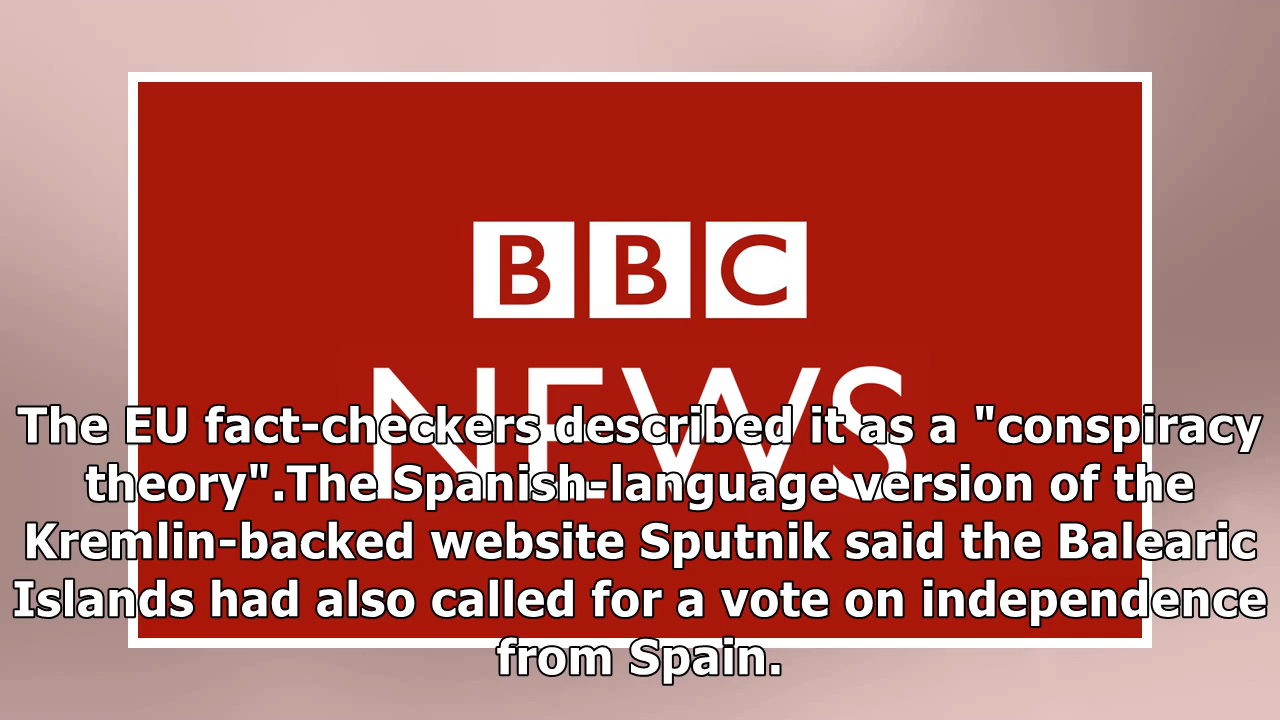 BBC
NEWS
The EU fact-checkers described it as a "conspiracy
theory".The Spanish-language version of the
Kremlin-backed website Sputnik said the Balearic
Islands had also called for a vote on independence
from Spain.